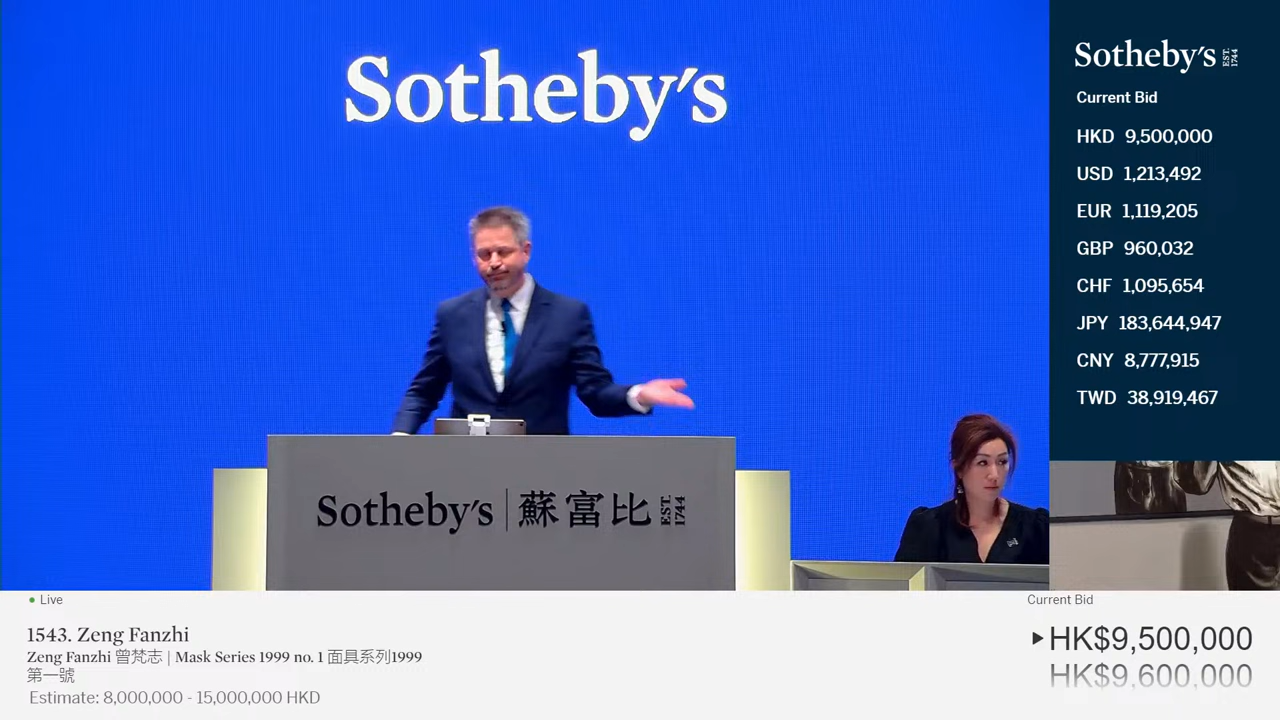 Sotheby's
Sotheby's EST. 1744
Current Bid
HKD 9,500,000
USD 1,213,492
EUR 1,119,205
GBP 960,032
CHF 1,095,654
JPY 183,644,947
CNY 8,777,915
TWD 38,919,467
Sotheby's | 蘇富比 EST. 1744
• Live
Current Bid
1543. Zeng Fanzhi
Zeng Fanzhi 曾梵志 | Mask Series 1999 no. 1 面具系列1999
第一號
Estimate: 8,000,000 - 15,000,000 HKD
HK$9,500,000
HK$9,600,000